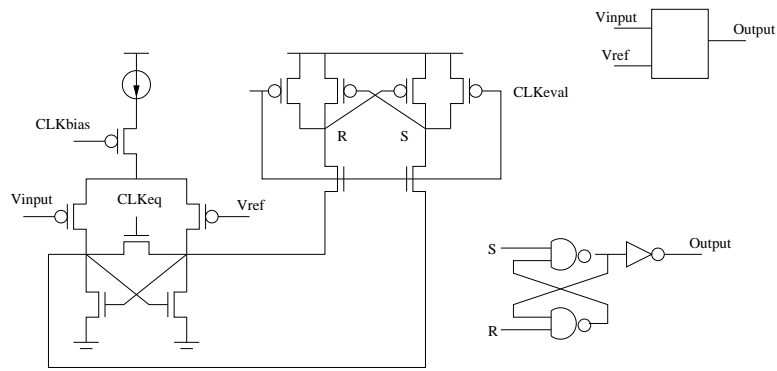 Vinput
Output
Vref
CLKbias
CLKeval
R
S
Vinput
CLKeq
Vref
S
Output
R